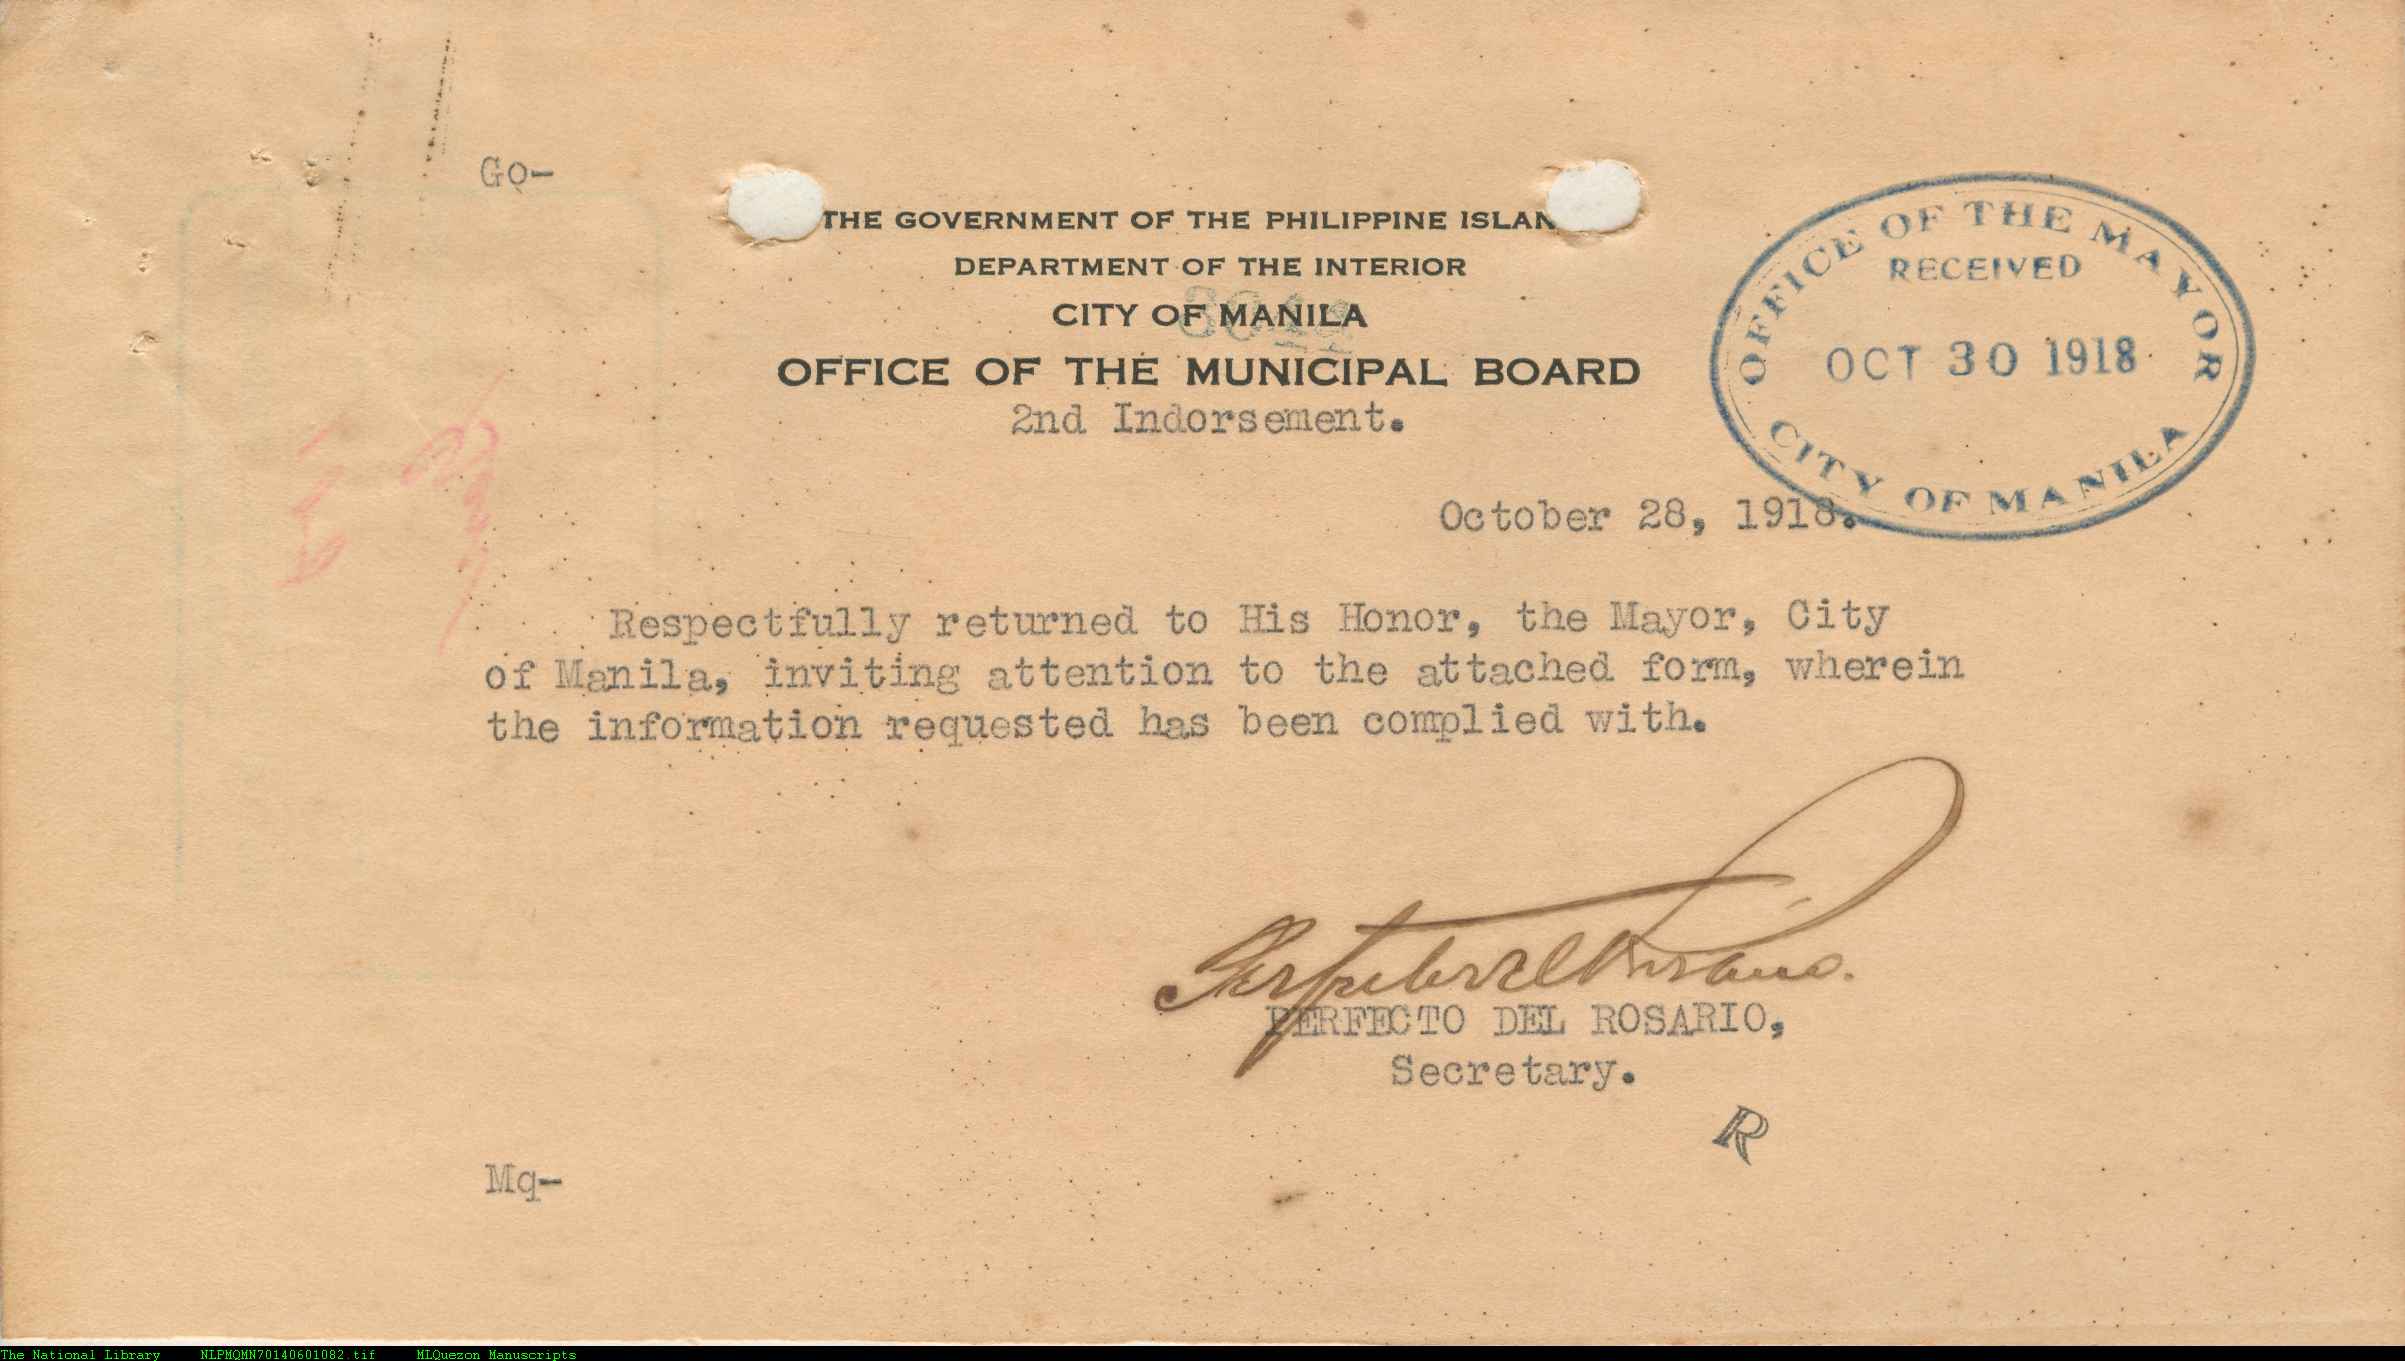 Go-
THE GOVERNMENT OF THE PHILIPPINE ISLAN
DEPARTMENT OF THE INTERIOR
CITY OF MANILA
OFFICE OF THE MUNICIPAL BOARD
2nd Indorsement.
OFFICE OF THE MAYOR
RECEIVED
OCT 30 1918
CITY OF MANILA
October 28, 1918.
Respectfully returned to His Honor, the Mayor, City
of Manila, inviting attention to the attached form, wherein
the information requested has been complied with.
Perfecto del Rosario.
PERFECTO DEL ROSARIO,
Secretary.
R
Mq-
The National Library NLPMQMN70140601082.tif MLQuezon Manuscripts